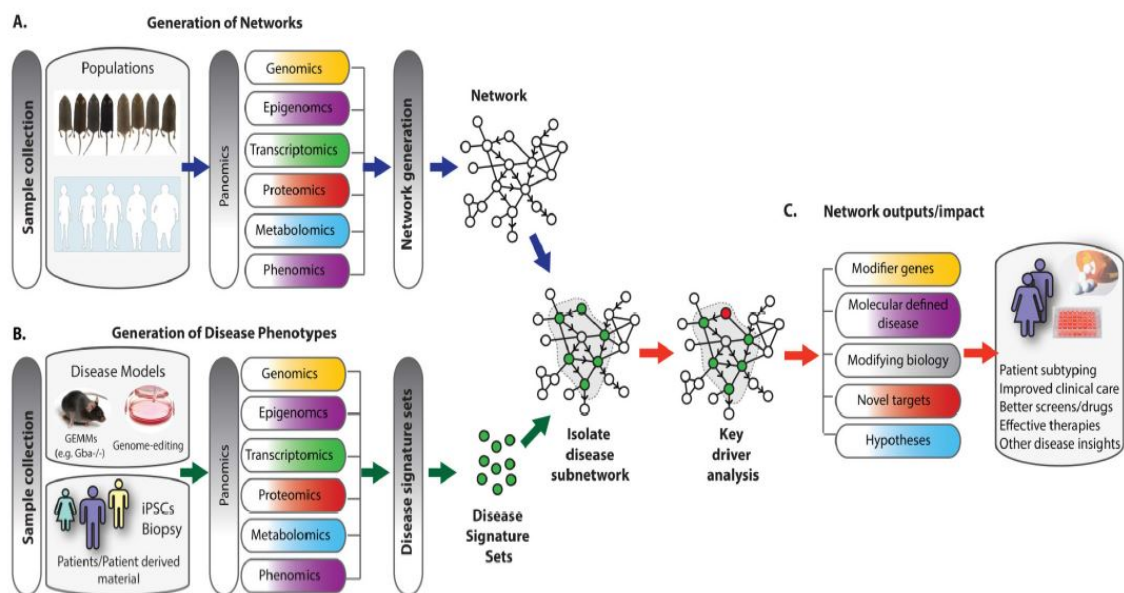 A.
Generation of Networks
Sample collection
Populations
Panomics
Genomics
Epigenomcs
Transcriptomics
Proteomics
Metabolomics
Phenomics
Network generation
Network
B.
Generation of Disease Phenotypes
Sample collection
Disease Models
GEMMs
(e.g. Gba-/-)
Genome-editing
iPSCs
Biopsy
Patients/Patient derived
material
Panomics
Genomics
Epigenomcs
Transcriptomics
Proteomics
Metabolomics
Phenomics
Disease signature sets
Disease
Signature
Sets
Isolate
disease
subnetwork
Key
driver
analysis
C.
Network outputs/impact
Modifier genes
Molecular defined
disease
Modifying biology
Novel targets
Hypotheses
Patient subtyping
Improved clinical care
Better screens/drugs
Effective therapies
Other disease insights